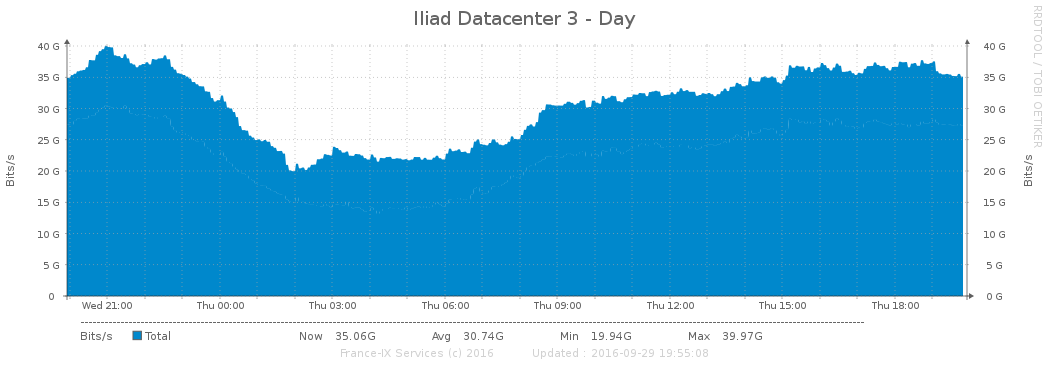 Iliad Datacenter 3 - Day
RRDTOOL / TOBI OETIKER
Bits/s
40 G
35 G
30 G
25 G
20 G
15 G
10 G
5 G
0
40 G
35 G
30 G
25 G
20 G
15 G
10 G
5 G
0 G
Bits/s
Wed 21:00 Thu 00:00 Thu 03:00 Thu 06:00 Thu 09:00 Thu 12:00 Thu 15:00 Thu 18:00
Bits/s Total Now 35.06G Avg 30.74G Min 19.94G Max 39.97G
France-IX Services (c) 2016 Updated : 2016-09-29 19:55:08